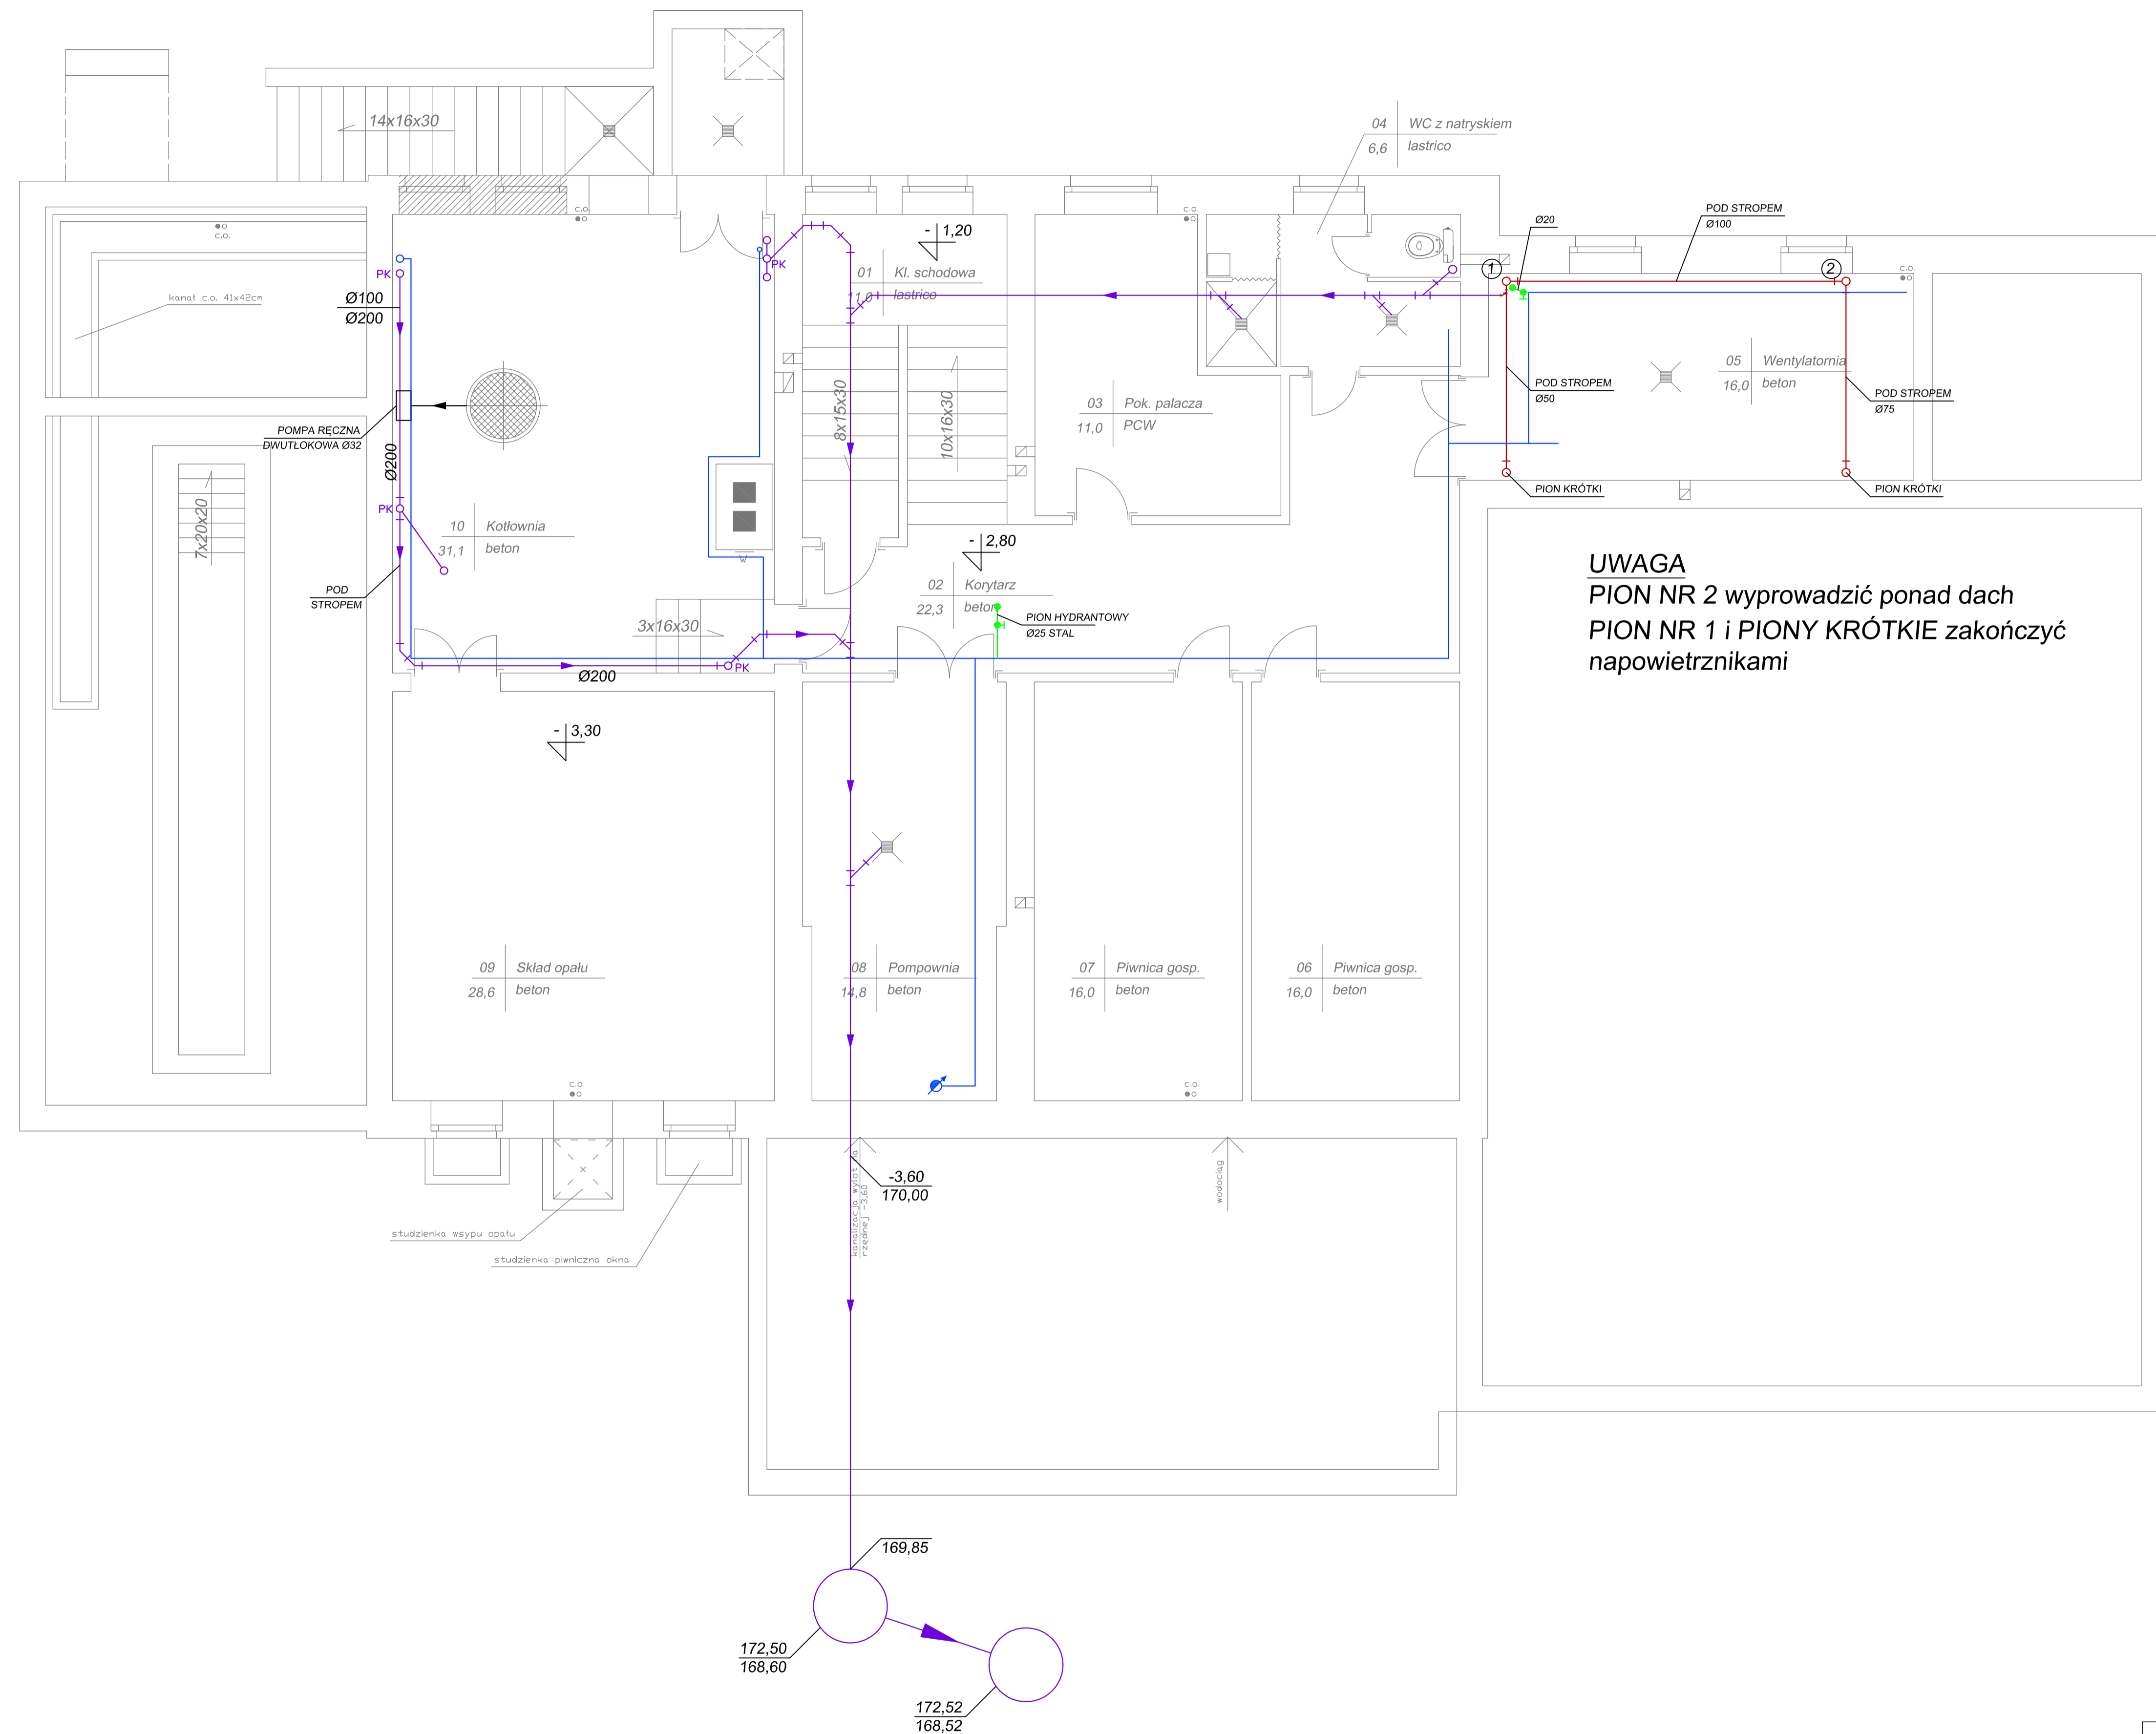 14x16x30
04 WC z natryskiem
6,6 lastrico
POD STROPEM
Ø100
Ø20
c.o.
c.o.
c.o.
c.o.
- 1,20
1
2
PK
PK
01 Kl. schodowa
11,0 lastrico
kanał c.o. 41x42cm
Ø100
Ø200
05 Wentylatornia
16,0 beton
POD STROPEM
Ø50
POD STROPEM
Ø75
8x15x30
10x16x30
03 Pok. palacza
11,0 PCW
POMPA RĘCZNA
DWUTŁOKOWA Ø32
Ø200
PION KRÓTKI
PION KRÓTKI
PK
7x20x20
10 Kotłownia
31,1 beton
W
- 2,80
UWAGA
PION NR 2 wyprowadzić ponad dach
PION NR 1 i PIONY KRÓTKIE zakończyć
napowietrznikami
POD
STROPEM
02 Korytarz
22,3 beton
PION HYDRANTOWY
Ø25 STAL
3x16x30
PK
Ø200
- 3,30
09 Skład opału
28,6 beton
08 Pompownia
14,8 beton
07 Piwnica gosp.
16,0 beton
06 Piwnica gosp.
16,0 beton
c.o.
c.o.
kanalizacja wylot na
rzędnej -3,60
-3,60
170,00
wodociąg
studzienka wsypu opału
studzienka piwniczna okna
169,85
172,50
168,60
172,52
168,52